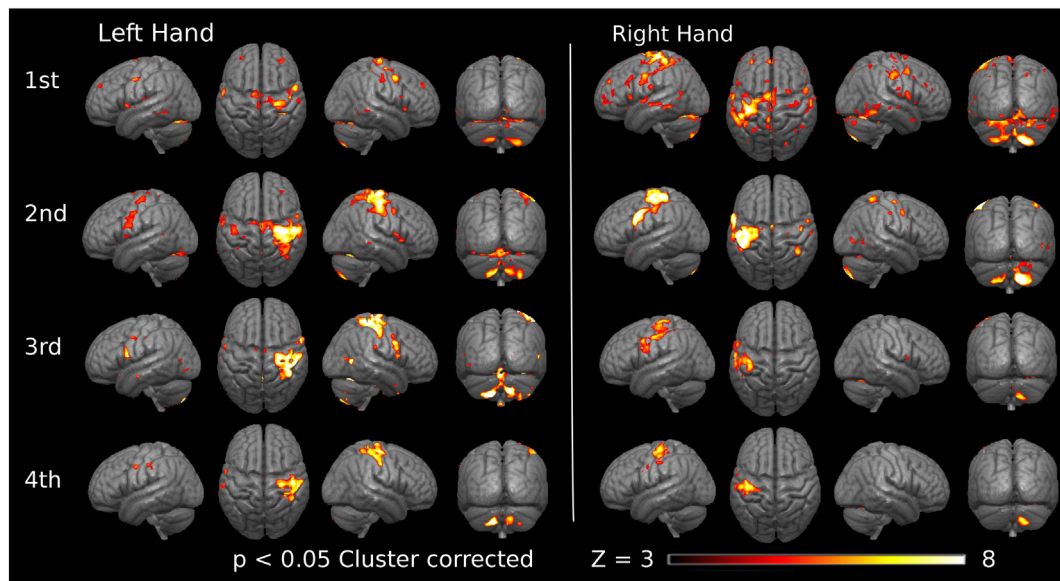 Left Hand
Right Hand
1st
2nd
3rd
4th
p < 0.05 Cluster corrected
Z = 3
8